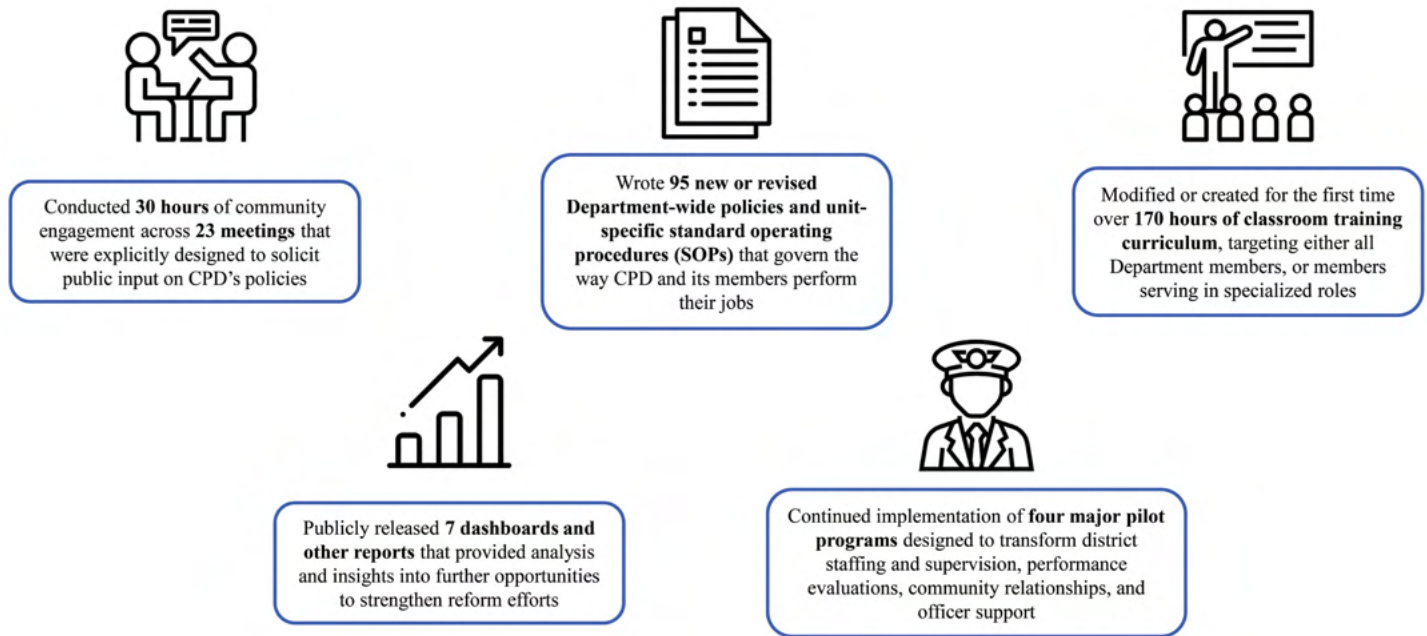 Conducted 30 hours of community
engagement across 23 meetings that
were explicitly designed to solicit
public input on CPD's policies
Wrote 95 new or revised
Department-wide policies and unit-
specific standard operating
procedures (SOPs) that govern the
way CPD and its members perform
their jobs
Modified or created for the first time
over 170 hours of classroom training
curriculum, targeting either all
Department members, or members
serving in specialized roles
Publicly released 7 dashboards and
other reports that provided analysis
and insights into further opportunities
to strengthen reform efforts
Continued implementation of four major pilot
programs designed to transform district
staffing and supervision, performance
evaluations, community relationships, and
officer support